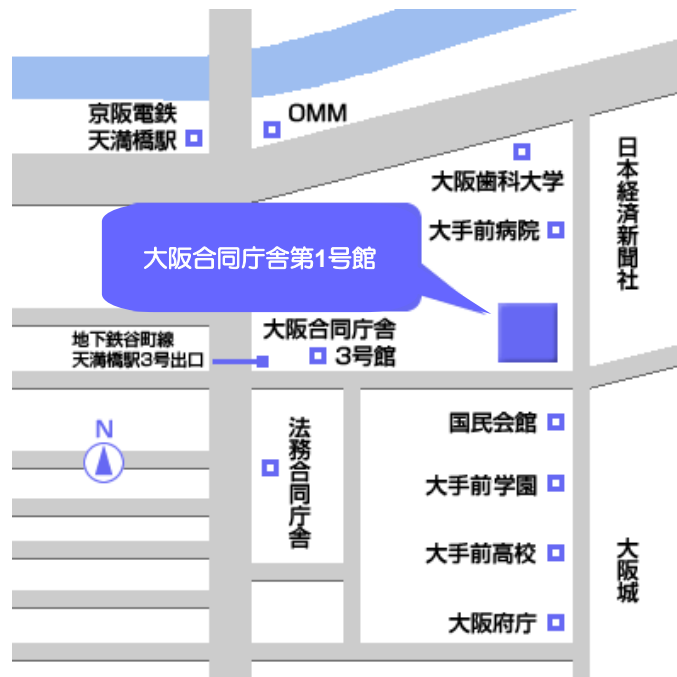 京阪電鉄
天満橋駅
OMM
大阪歯科大学
日本経済新聞社
大手前病院
大阪合同庁舎第1号館
地下鉄谷町線
天満橋駅3号出口
大阪合同庁舎
3号館
N
法務合同庁舎
国民会館
大手前学園
大手前高校
大阪城
大阪府庁